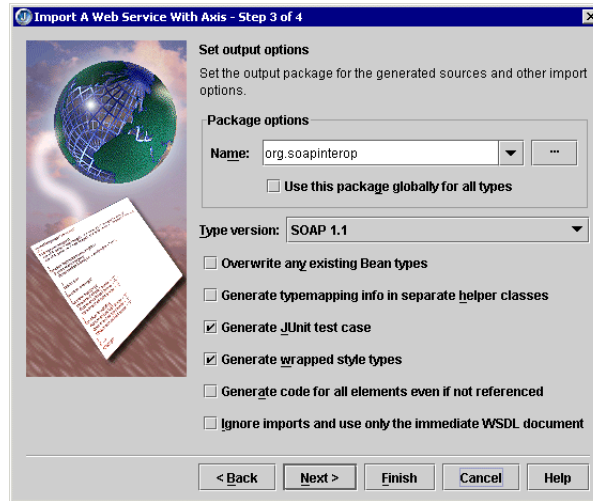 Import A Web Service With Axis - Step 3 of 4
Set output options
Set the output package for the generated sources and other import
options.
Package options
Name: org.soapinterop ...
Use this package globally for all types
Type version: SOAP 1.1
Overwrite any existing Bean types
Generate typemapping info in separate helper classes
Generate JUnit test case
Generate wrapped style types
Generate code for all elements even if not referenced
Ignore imports and use only the immediate WSDL document
< Back Next > Finish Cancel Help